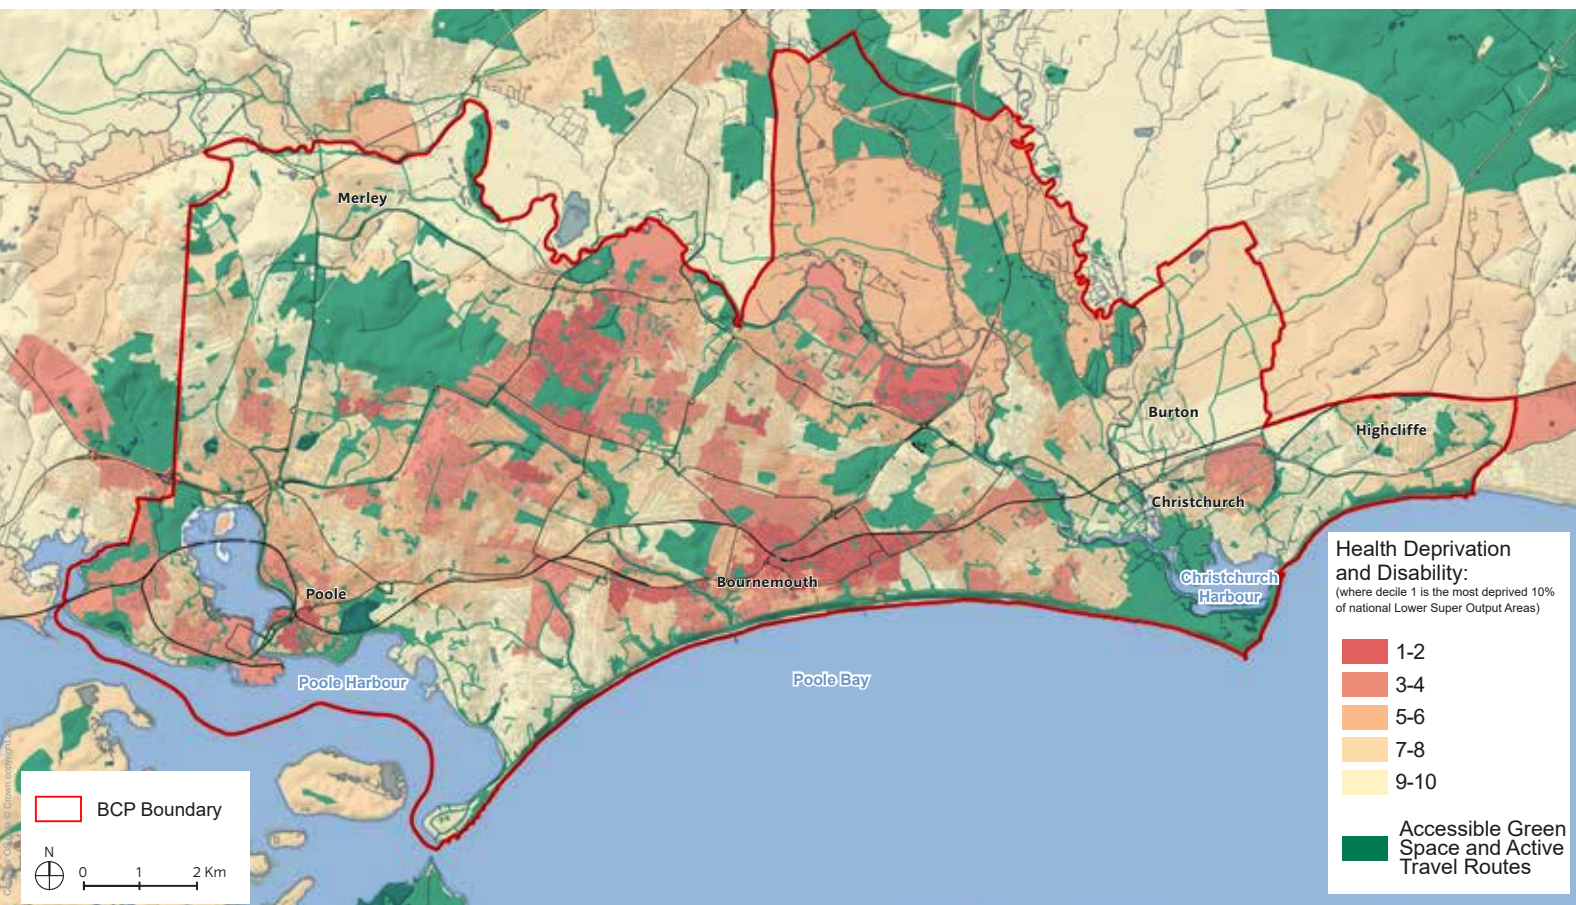 Merley
Burton
Highcliffe
Christchurch
Christchurch
Harbour
Bournemouth
Poole
Poole Harbour
Poole Bay
Health Deprivation
and Disability:
(where decile 1 is the most deprived 10%
of national Lower Super Output Areas)
1-2
3-4
5-6
7-8
9-10
Accessible Green
Space and Active
Travel Routes
BCP Boundary
N
0 1 2 Km